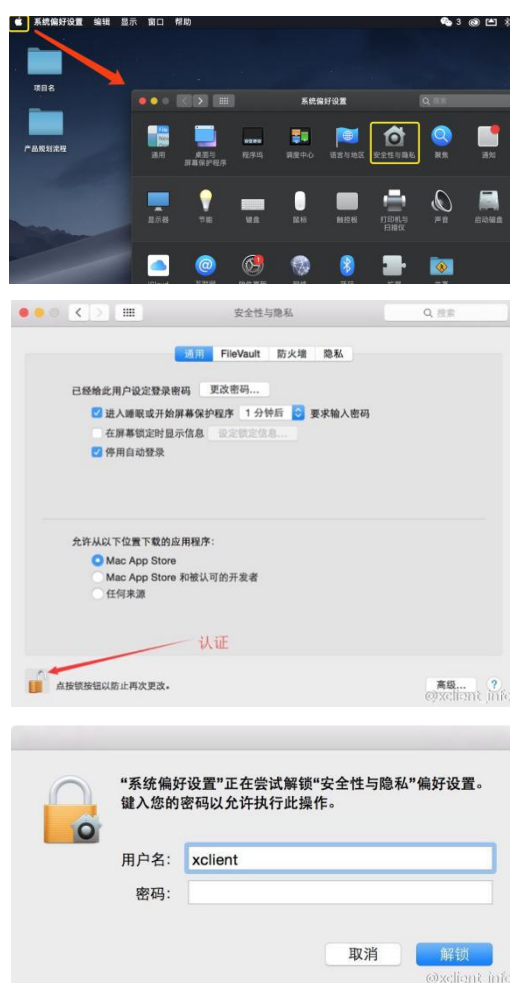 系统偏好设置 编辑 显示 窗口 帮助 3
项目名
产品规划流程
系统偏好设置
通用 桌面与屏幕保护程序 程序坞 调度中心 语言与地区 安全性与隐私 聚焦 通知
显示器 节能 键盘 鼠标 触控板 打印机与扫描仪 声音 启动磁盘
安全性与隐私 搜索
通用 FileVault 防火墙 隐私
已经给此用户设定登录密码 更改密码...
进入睡眠或开始屏幕保护程序 1 分钟后 要求输入密码
在屏幕锁定时显示信息 设定锁定信息...
停用自动登录
允许从以下位置下载的应用程序：
Mac App Store
Mac App Store 和被认可的开发者
任何来源
认证
点按锁按钮以防止再次更改。 高级... ?
@xclient.info
“系统偏好设置”正在尝试解锁“安全性与隐私”偏好设置。
键入您的密码以允许执行此操作。
用户名： xclient
密码：
取消 解锁
@xclient.info